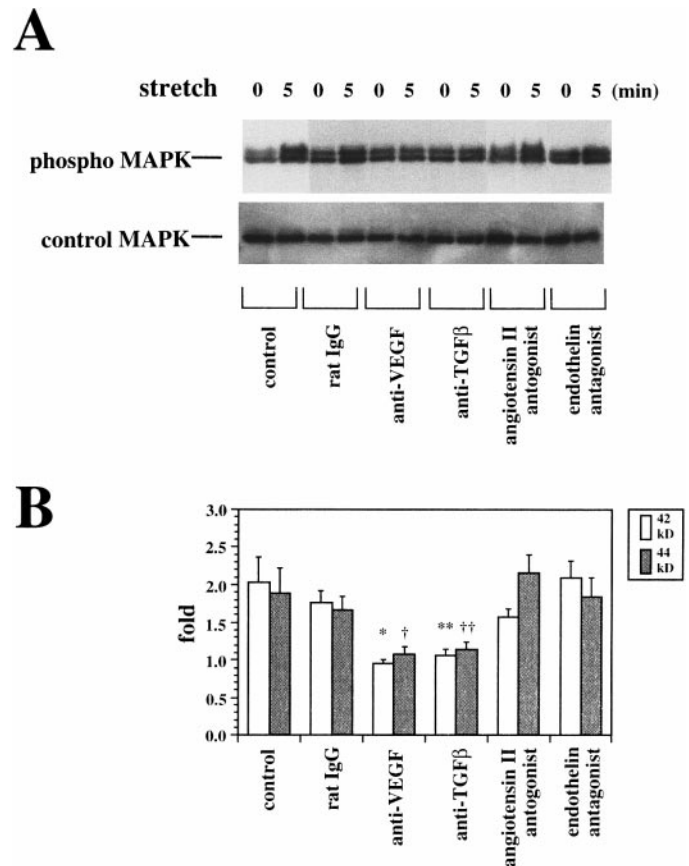 A
stretch 0 5 0 5 0 5 0 5 0 5 0 5 (min)
phospho MAPK
control MAPK
control
rat IgG
anti-VEGF
anti-TGFβ
angiotensin II
antogonist
endothelin
antagonist
B
3.0
2.5
2.0
1.5
1.0
0.5
0.0
fold
* † ** ††
42
kD
44
kD
control
rat IgG
anti-VEGF
anti-TGFβ
angiotensin II
antogonist
endothelin
antagonist